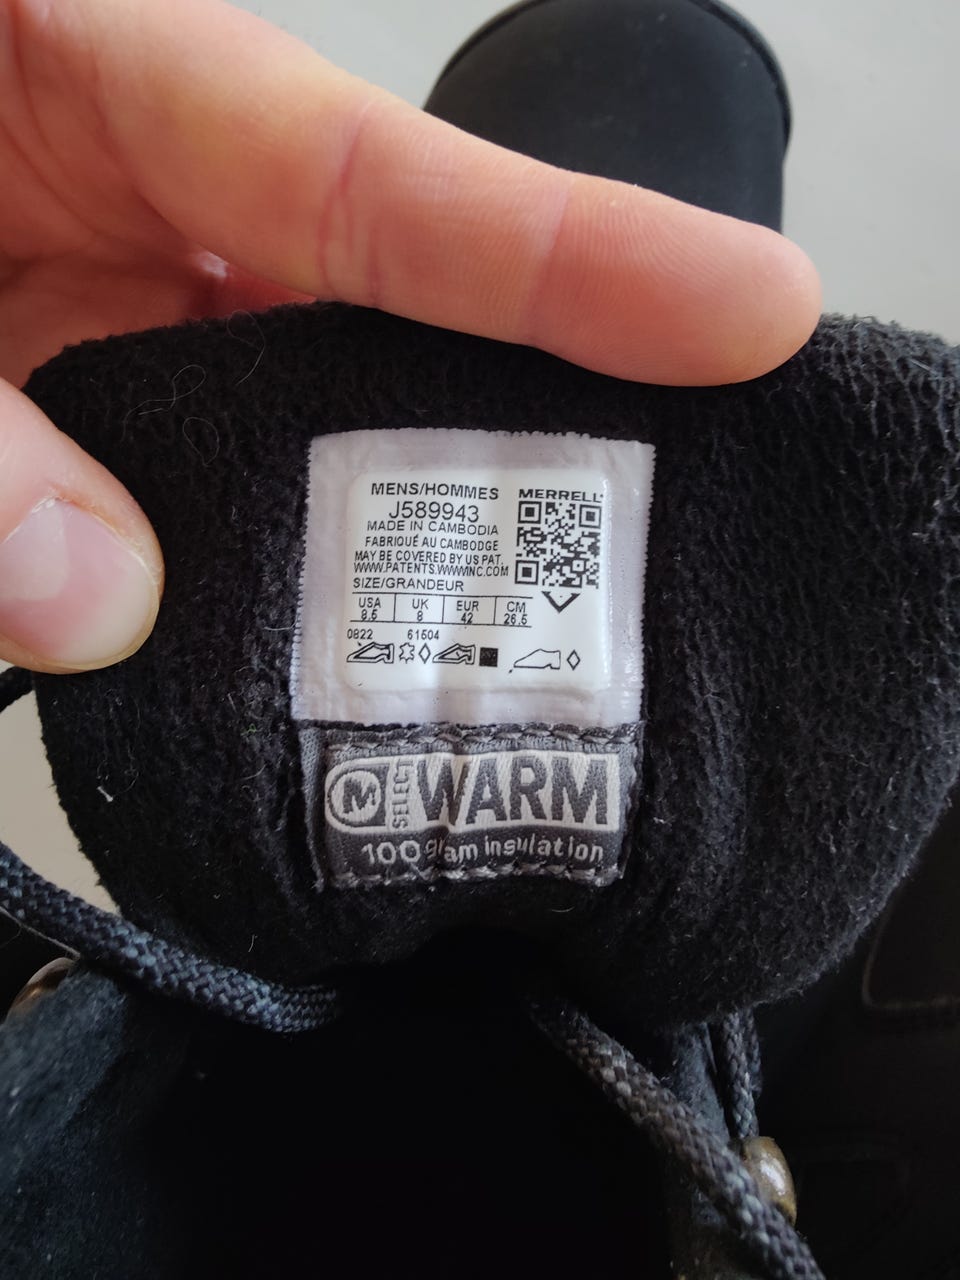 MENS/HOMMES
MERRELL
J589943
MADE IN CAMBODIA
FABRIQUÉ AU CAMBODGE
MAY BE COVERED BY US PAT.
WWW.PATENTS.WWWINC.COM
SIZE/GRANDEUR
USA UK EUR CM
8.5 8 42 26.5
0822 61504
M SELECT WARM
100 gram insulation